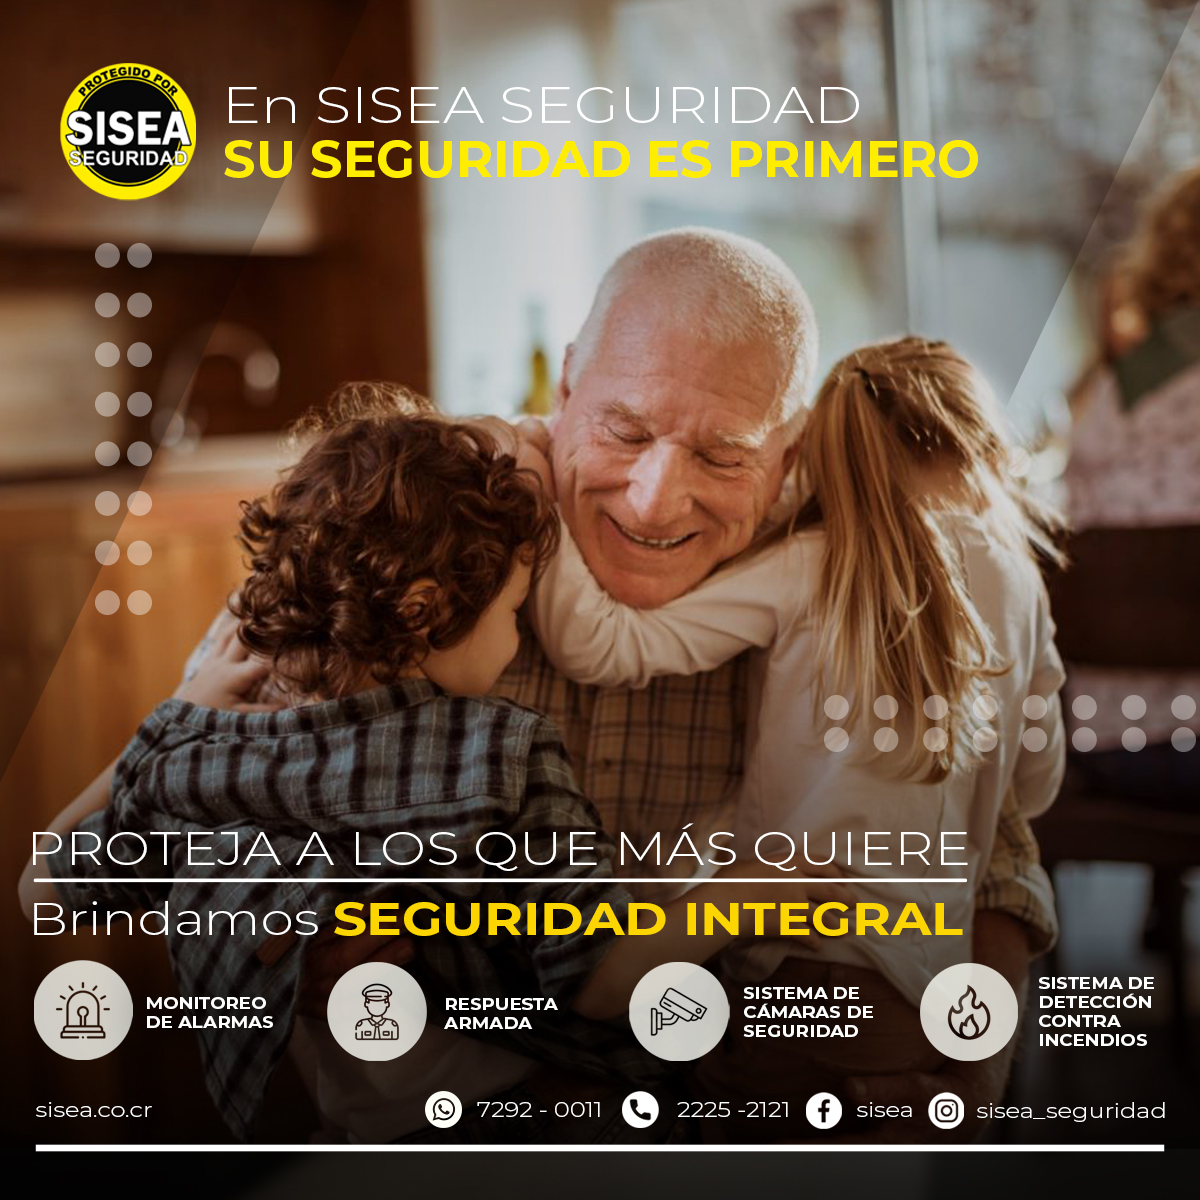 PROTEGIDO POR
SISEA
SEGURIDAD
En SISEA SEGURIDAD
SU SEGURIDAD ES PRIMERO
PROTEJA A LOS QUE MÁS QUIERE
Brindamos SEGURIDAD INTEGRAL
MONITOREO
DE ALARMAS
RESPUESTA
ARMADA
SISTEMA DE
CÁMARAS DE
SEGURIDAD
SISTEMA DE
DETECCIÓN
CONTRA
INCENDIOS
sisea.co.cr
7292 - 0011
2225 -2121
sisea
sisea_seguridad